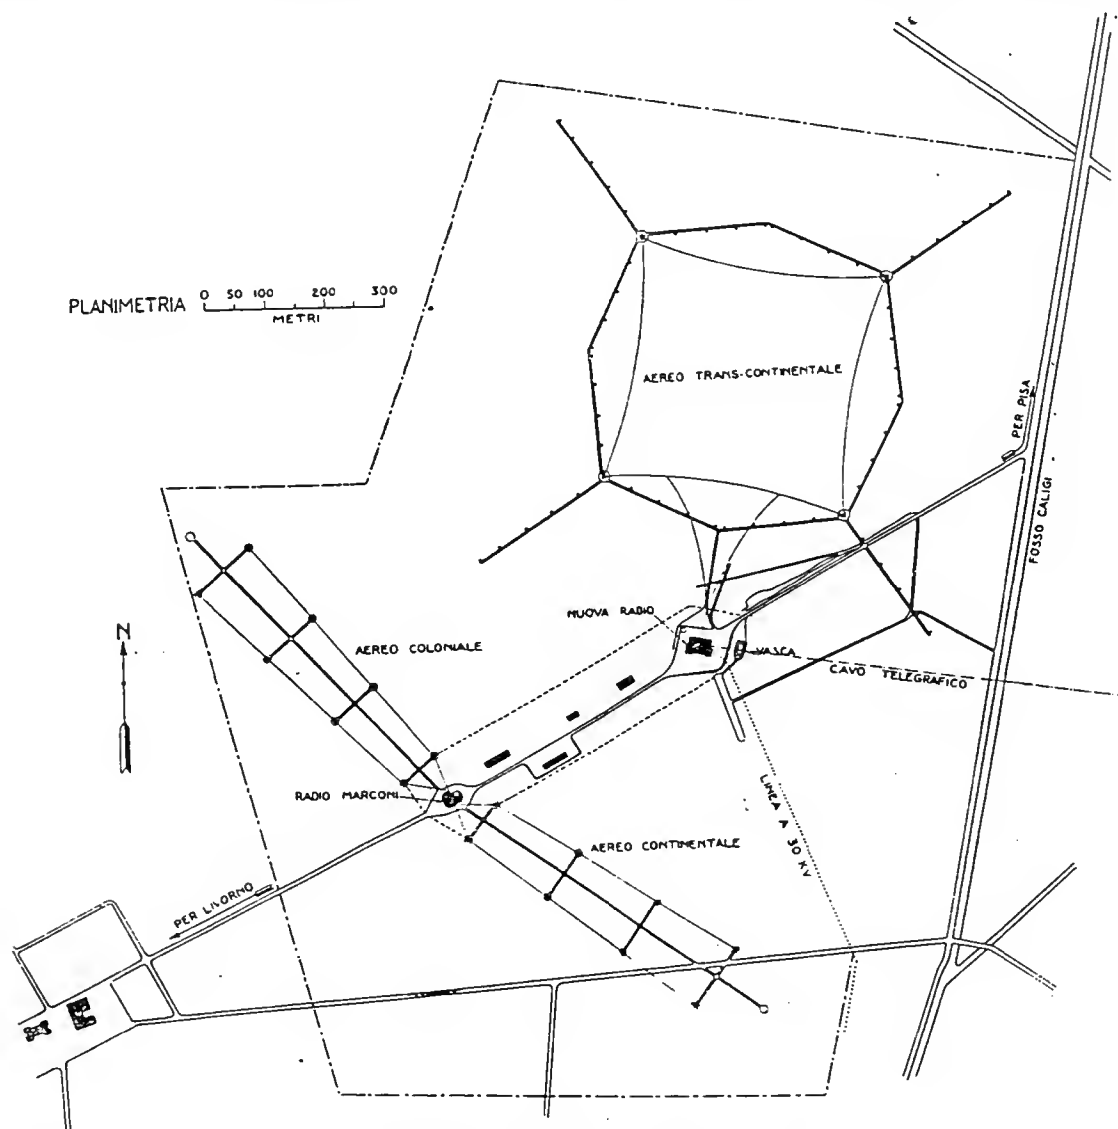 PLANIMETRIA
0 50 100 200 300
METRI
AEREO TRANS-CONTINENTALE
PER PISA
FOSSO CALIGI
NUOVA RADIO
VASCA
CAVO TELEGRAFICO
N
AEREO COLONIALE
RADIO MARCONI
AEREO CONTINENTALE
LINEA A 30 KV
PER LIVORNO